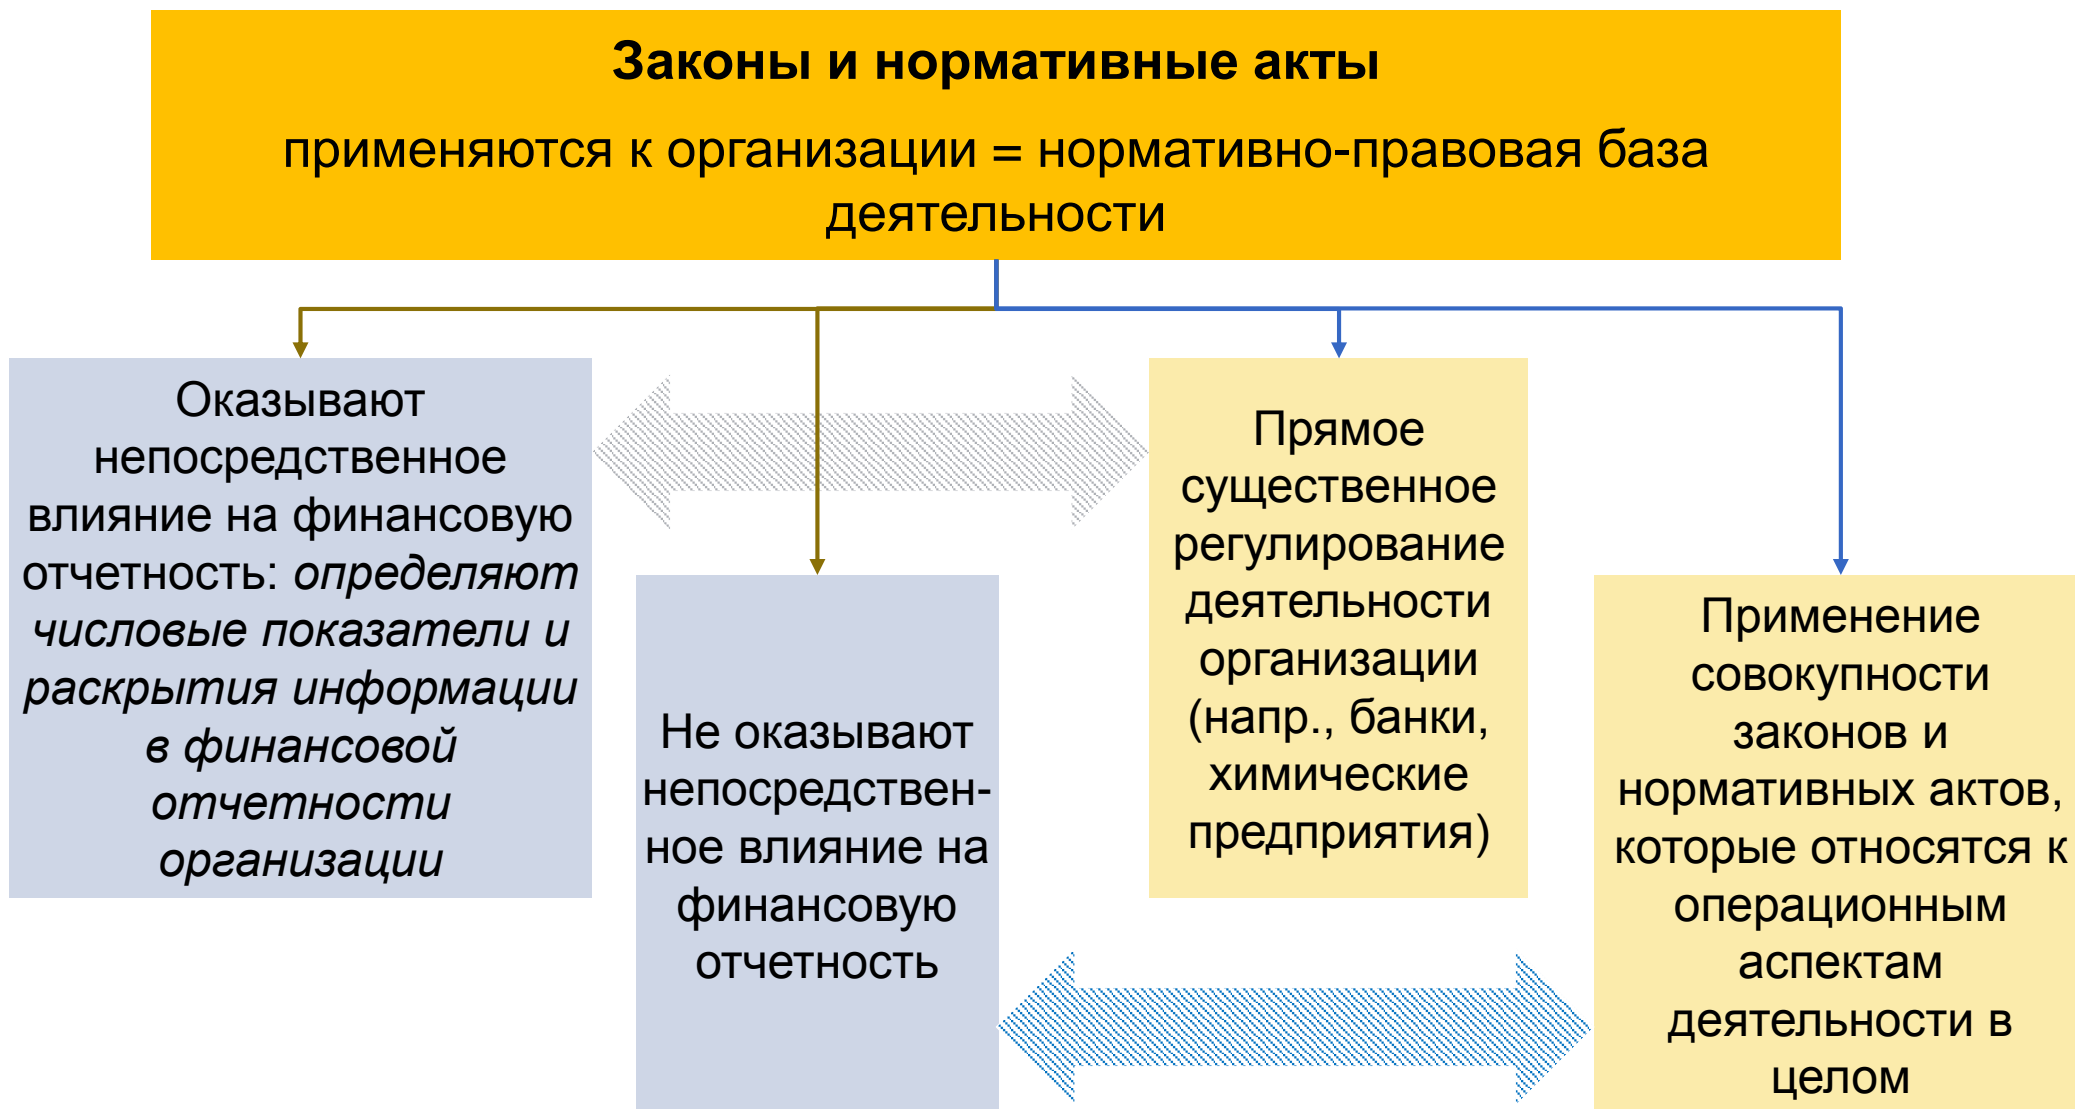 Законы и нормативные акты
применяются к организации = нормативно-правовая база
деятельности
Оказывают
непосредственное
влияние на финансовую
отчетность: определяют
числовые показатели и
раскрытия информации
в финансовой
отчетности
организации
Не оказывают
непосредствен-
ное влияние на
финансовую
отчетность
Прямое
существенное
регулирование
деятельности
организации
(напр., банки,
химические
предприятия)
Применение
совокупности
законов и
нормативных актов,
которые относятся к
операционным
аспектам
деятельности в
целом